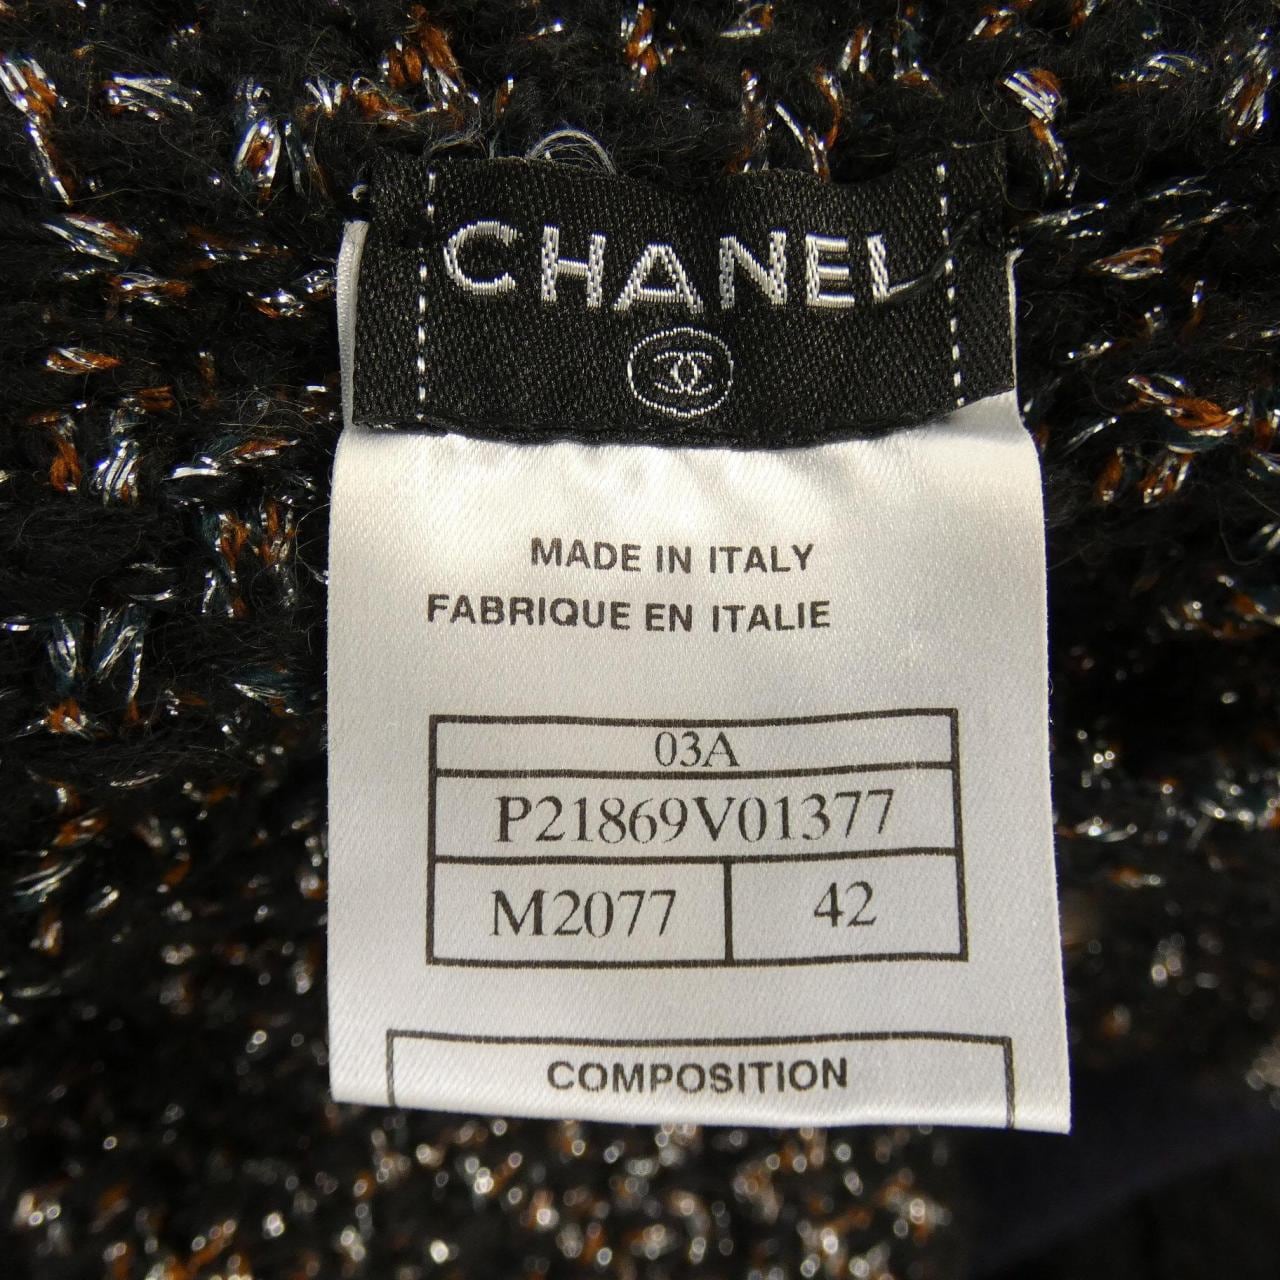 CHANEL
MADE IN ITALY
FABRIQUE EN ITALIE
03A
P21869V01377
M2077 42
COMPOSITION